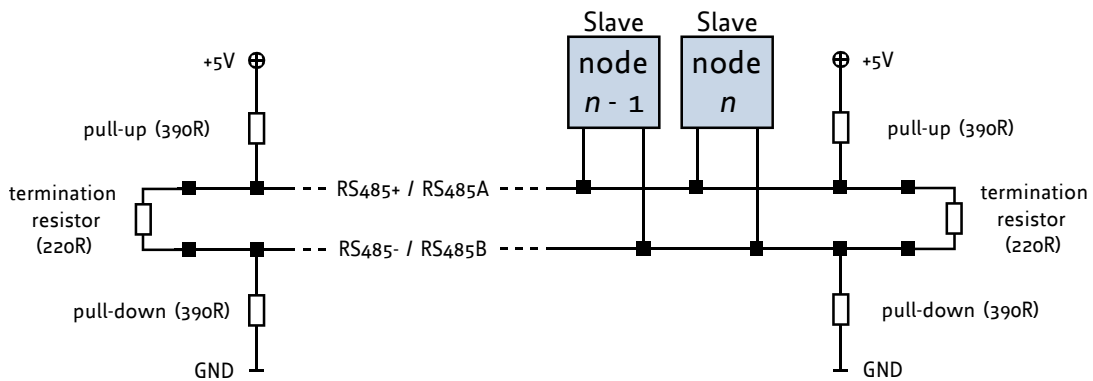 Slave
Slave
node
n - 1
node
n
+5V
+5V
pull-up (390R)
pull-up (390R)
termination
resistor
(220R)
RS485+ / RS485A
termination
resistor
(220R)
RS485- / RS485B
pull-down (390R)
pull-down (390R)
GND
GND